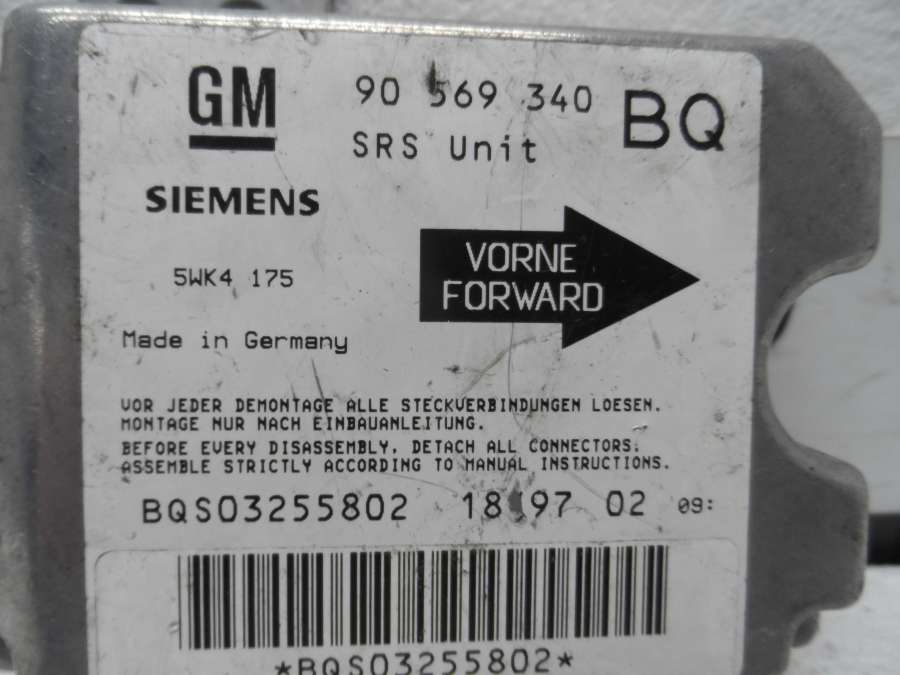 GM
90 569 340 BQ
SRS Unit
SIEMENS
VORNE
FORWARD
5WK4 175
Made in Germany
VOR JEDER DEMONTAGE ALLE STECKVERBINDUNGEN LOESEN.
MONTAGE NUR NACH EINBAUANLEITUNG.
BEFORE EVERY DISASSEMBLY, DETACH ALL CONNECTORS;
ASSEMBLE STRICTLY ACCORDING TO MANUAL INSTRUCTIONS.
BQS03255802 18 97 02 09:
*BQS03255802*